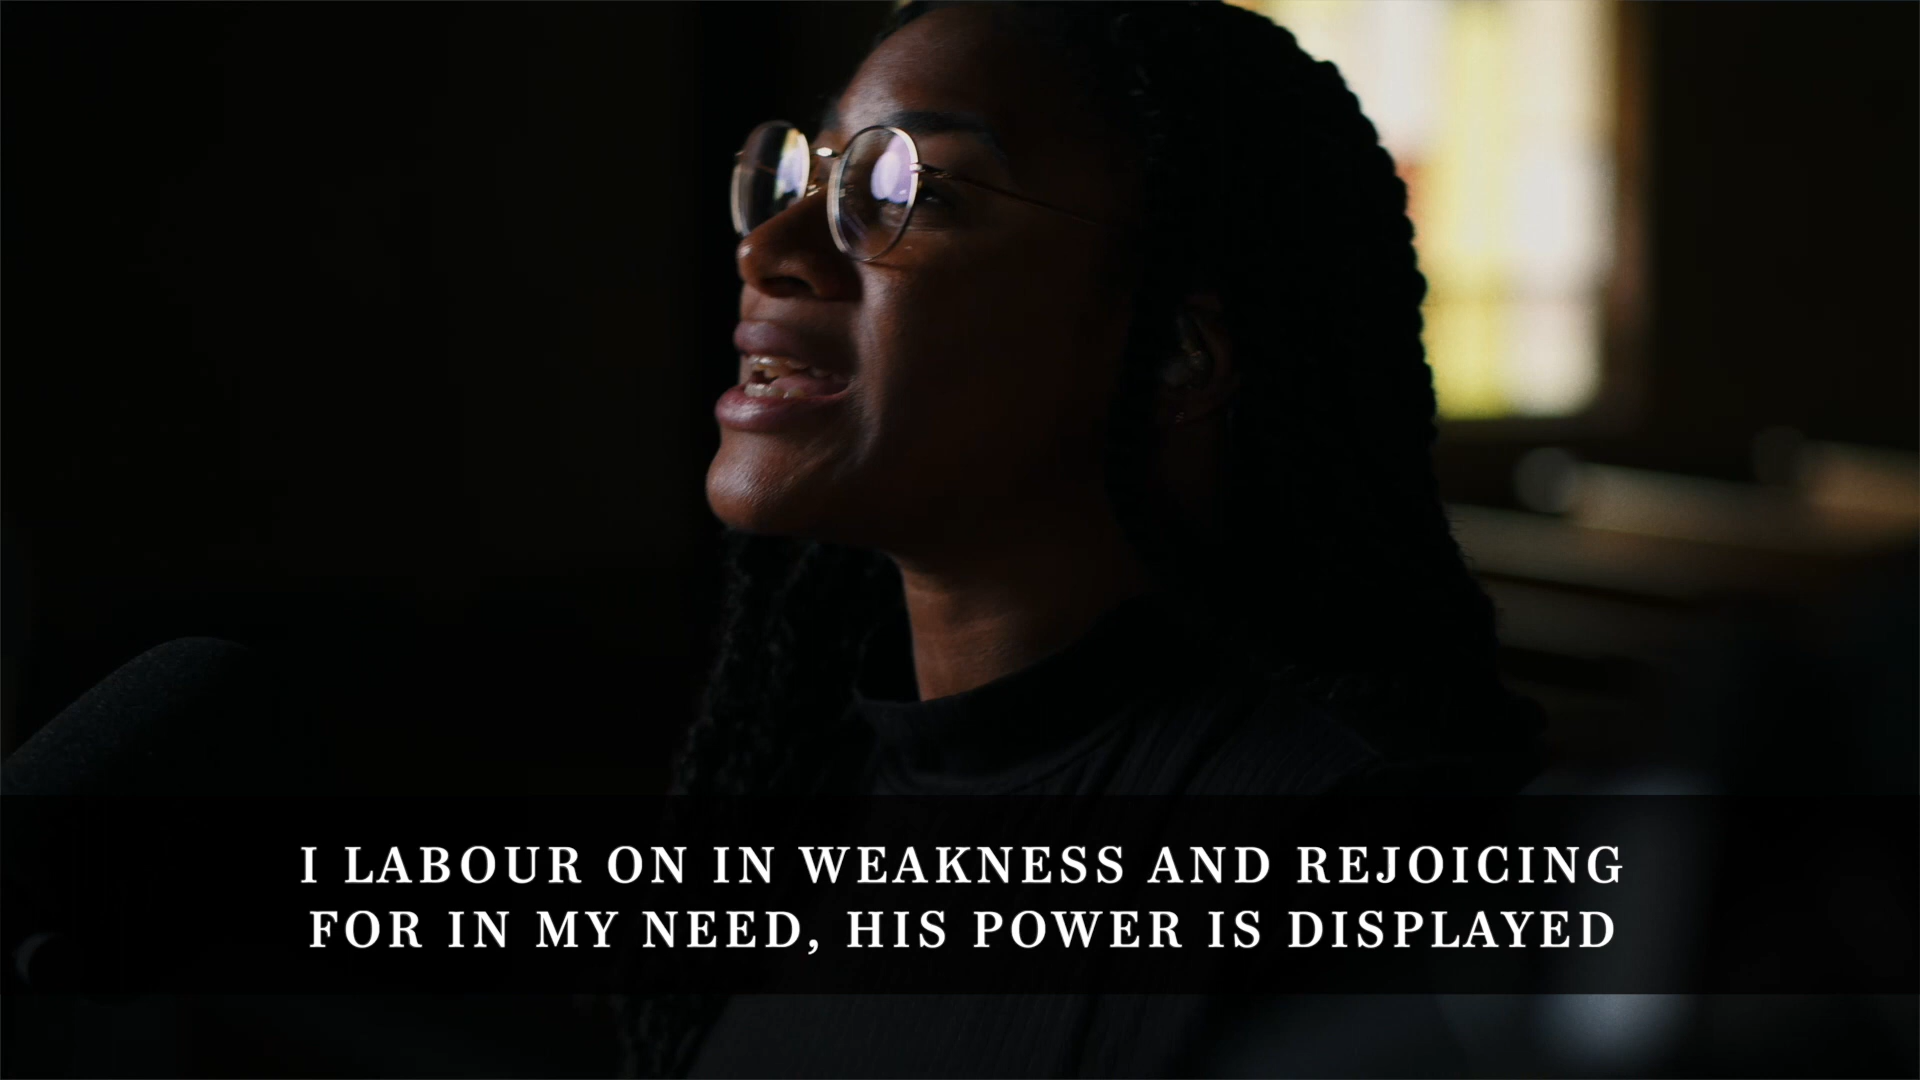 I LABOUR ON IN WEAKNESS AND REJOICING
FOR IN MY NEED, HIS POWER IS DISPLAYED